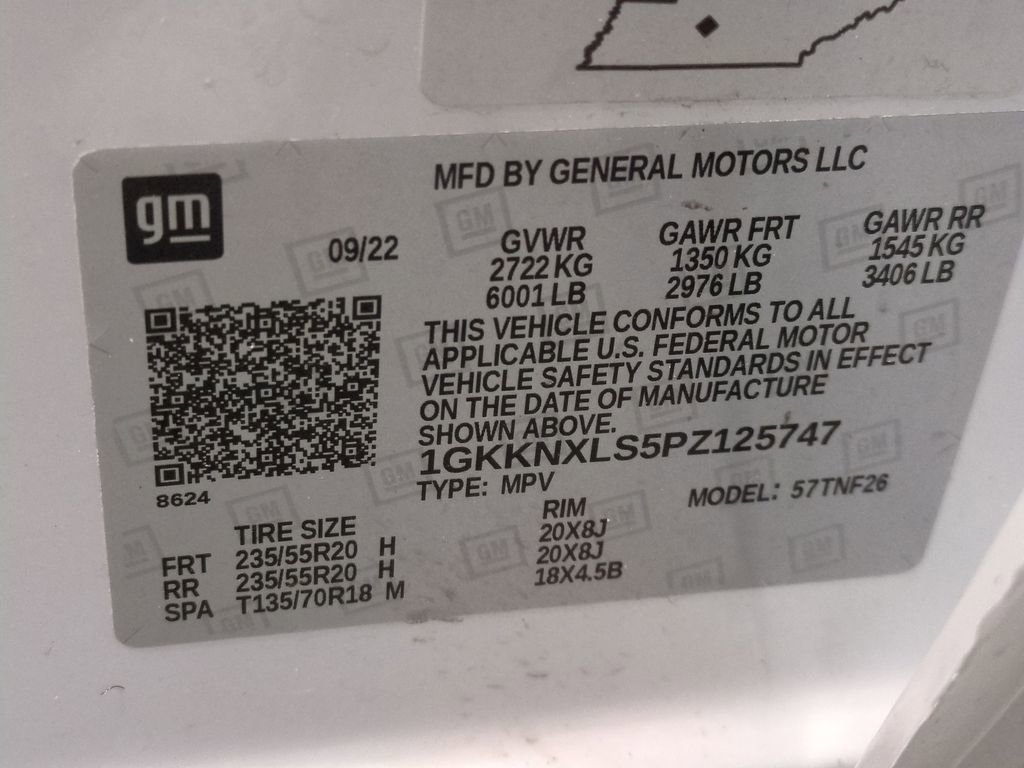 gm
MFD BY GENERAL MOTORS LLC
09/22
GVWR
2722 KG
6001 LB
GAWR FRT
1350 KG
2976 LB
GAWR RR
1545 KG
3406 LB
THIS VEHICLE CONFORMS TO ALL
APPLICABLE U.S. FEDERAL MOTOR
VEHICLE SAFETY STANDARDS IN EFFECT
ON THE DATE OF MANUFACTURE
SHOWN ABOVE.
1GKKNXLS5PZ125747
TYPE: MPV
MODEL: 57TNF26
8624
TIRE SIZE
RIM
FRT 235/55R20 H 20X8J
RR 235/55R20 H 20X8J
SPA T135/70R18 M 18X4.5B